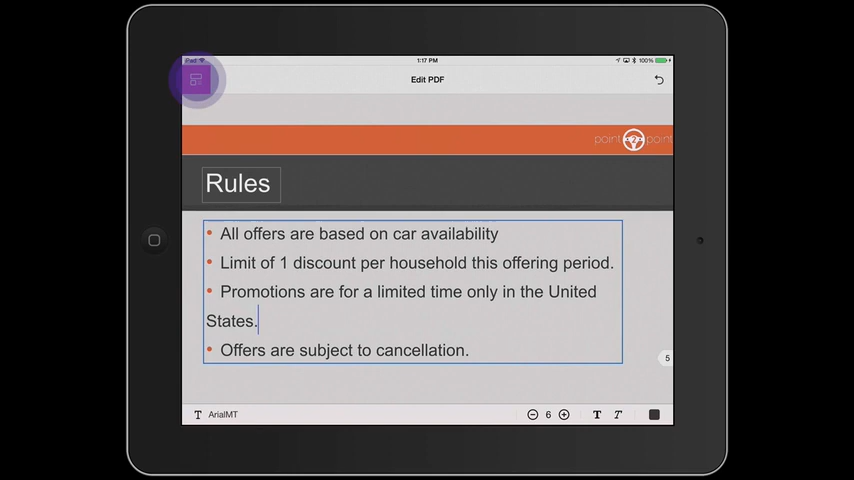 iPad 1:17 PM 100%
Edit PDF
point point
Rules
• All offers are based on car availability
• Limit of 1 discount per household this offering period.
• Promotions are for a limited time only in the United
States.
• Offers are subject to cancellation.
5
T ArialMT 6 T T